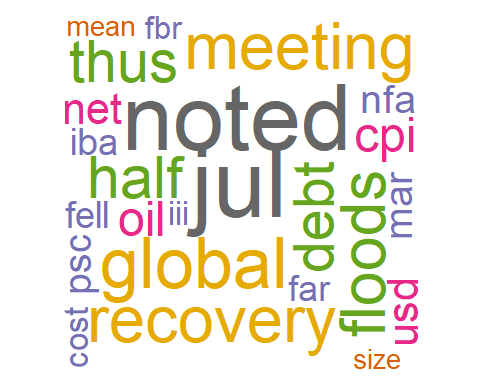 mean fbr
thus meeting
net noted nfa
iba cpi
half jul debt floods mar
fell oil iii
psc global far usd
cost recovery
size